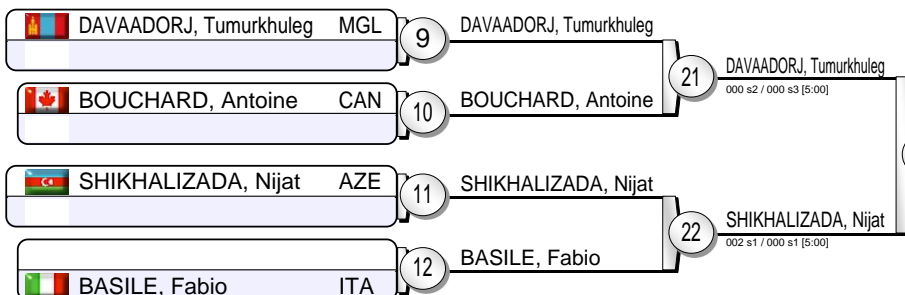 DAVAADORJ, Tumurkhuleg MGL
9
DAVAADORJ, Tumurkhuleg
BOUCHARD, Antoine CAN
10
BOUCHARD, Antoine
21
DAVAADORJ, Tumurkhuleg
000 s2 / 000 s3 [5:00]
SHIKHALIZADA, Nijat AZE
11
SHIKHALIZADA, Nijat
BASILE, Fabio ITA
12
BASILE, Fabio
22
SHIKHALIZADA, Nijat
002 s1 / 000 s1 [5:00]